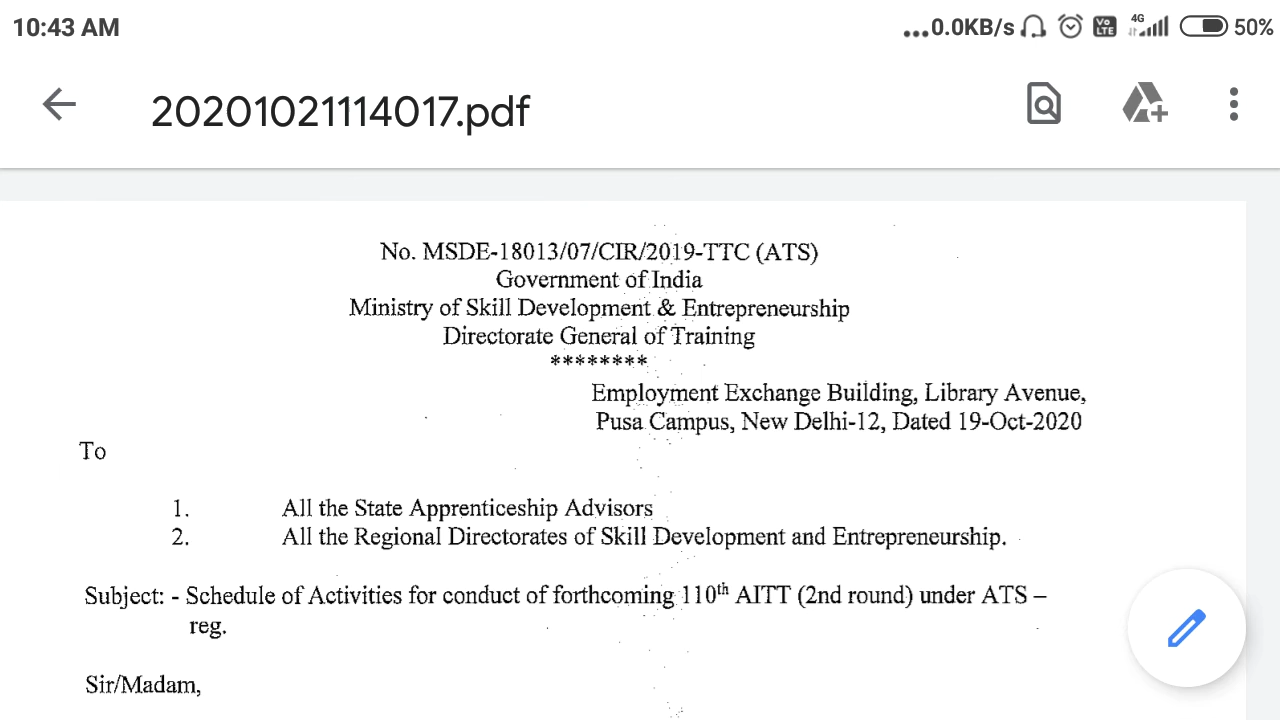 10:43 AM
...0.0KB/s
Vo
LTE
4G
50%
20201021114017.pdf
No. MSDE-18013/07/CIR/2019-TTC (ATS)
Government of India
Ministry of Skill Development & Entrepreneurship
Directorate General of Training
********
Employment Exchange Building, Library Avenue,
Pusa Campus, New Delhi-12, Dated 19-Oct-2020
To
1. All the State Apprenticeship Advisors
2. All the Regional Directorates of Skill Development and Entrepreneurship.
Subject: - Schedule of Activities for conduct of forthcoming 110th AITT (2nd round) under ATS –
reg.
Sir/Madam,